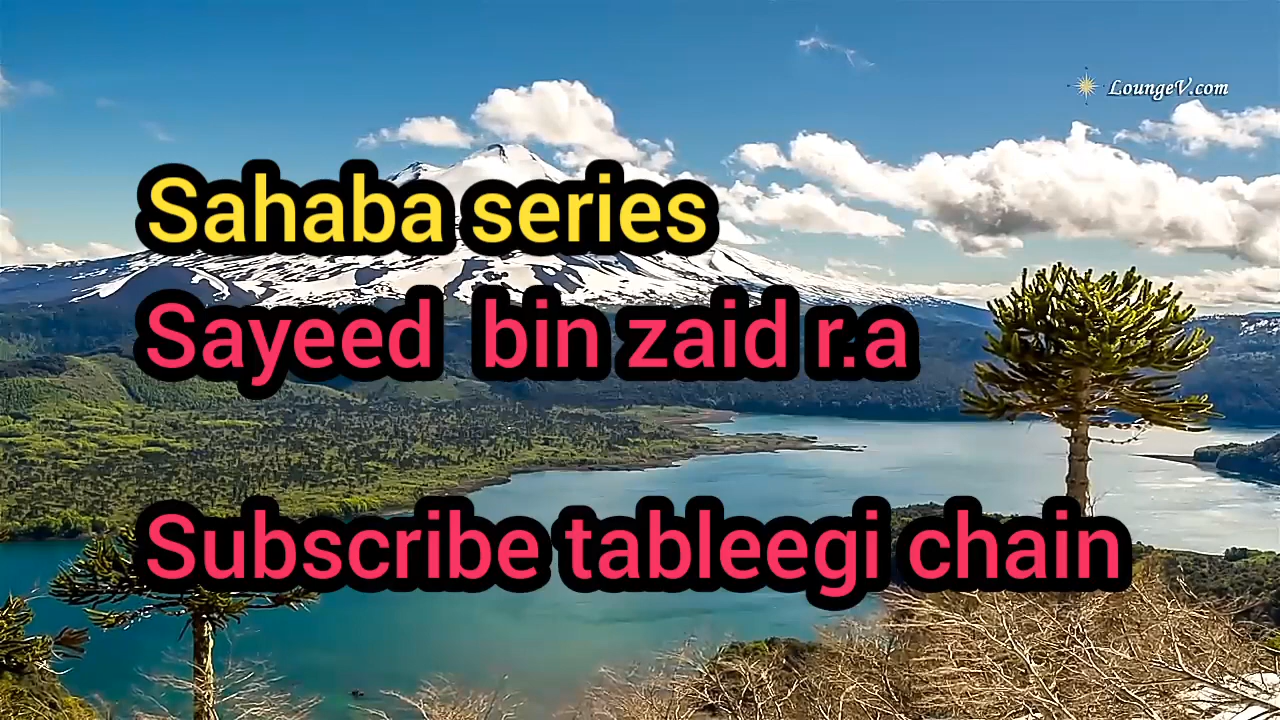 LoungeV.com
Sahaba series
Sayeed bin zaid r.a
Subscribe tableegi chain